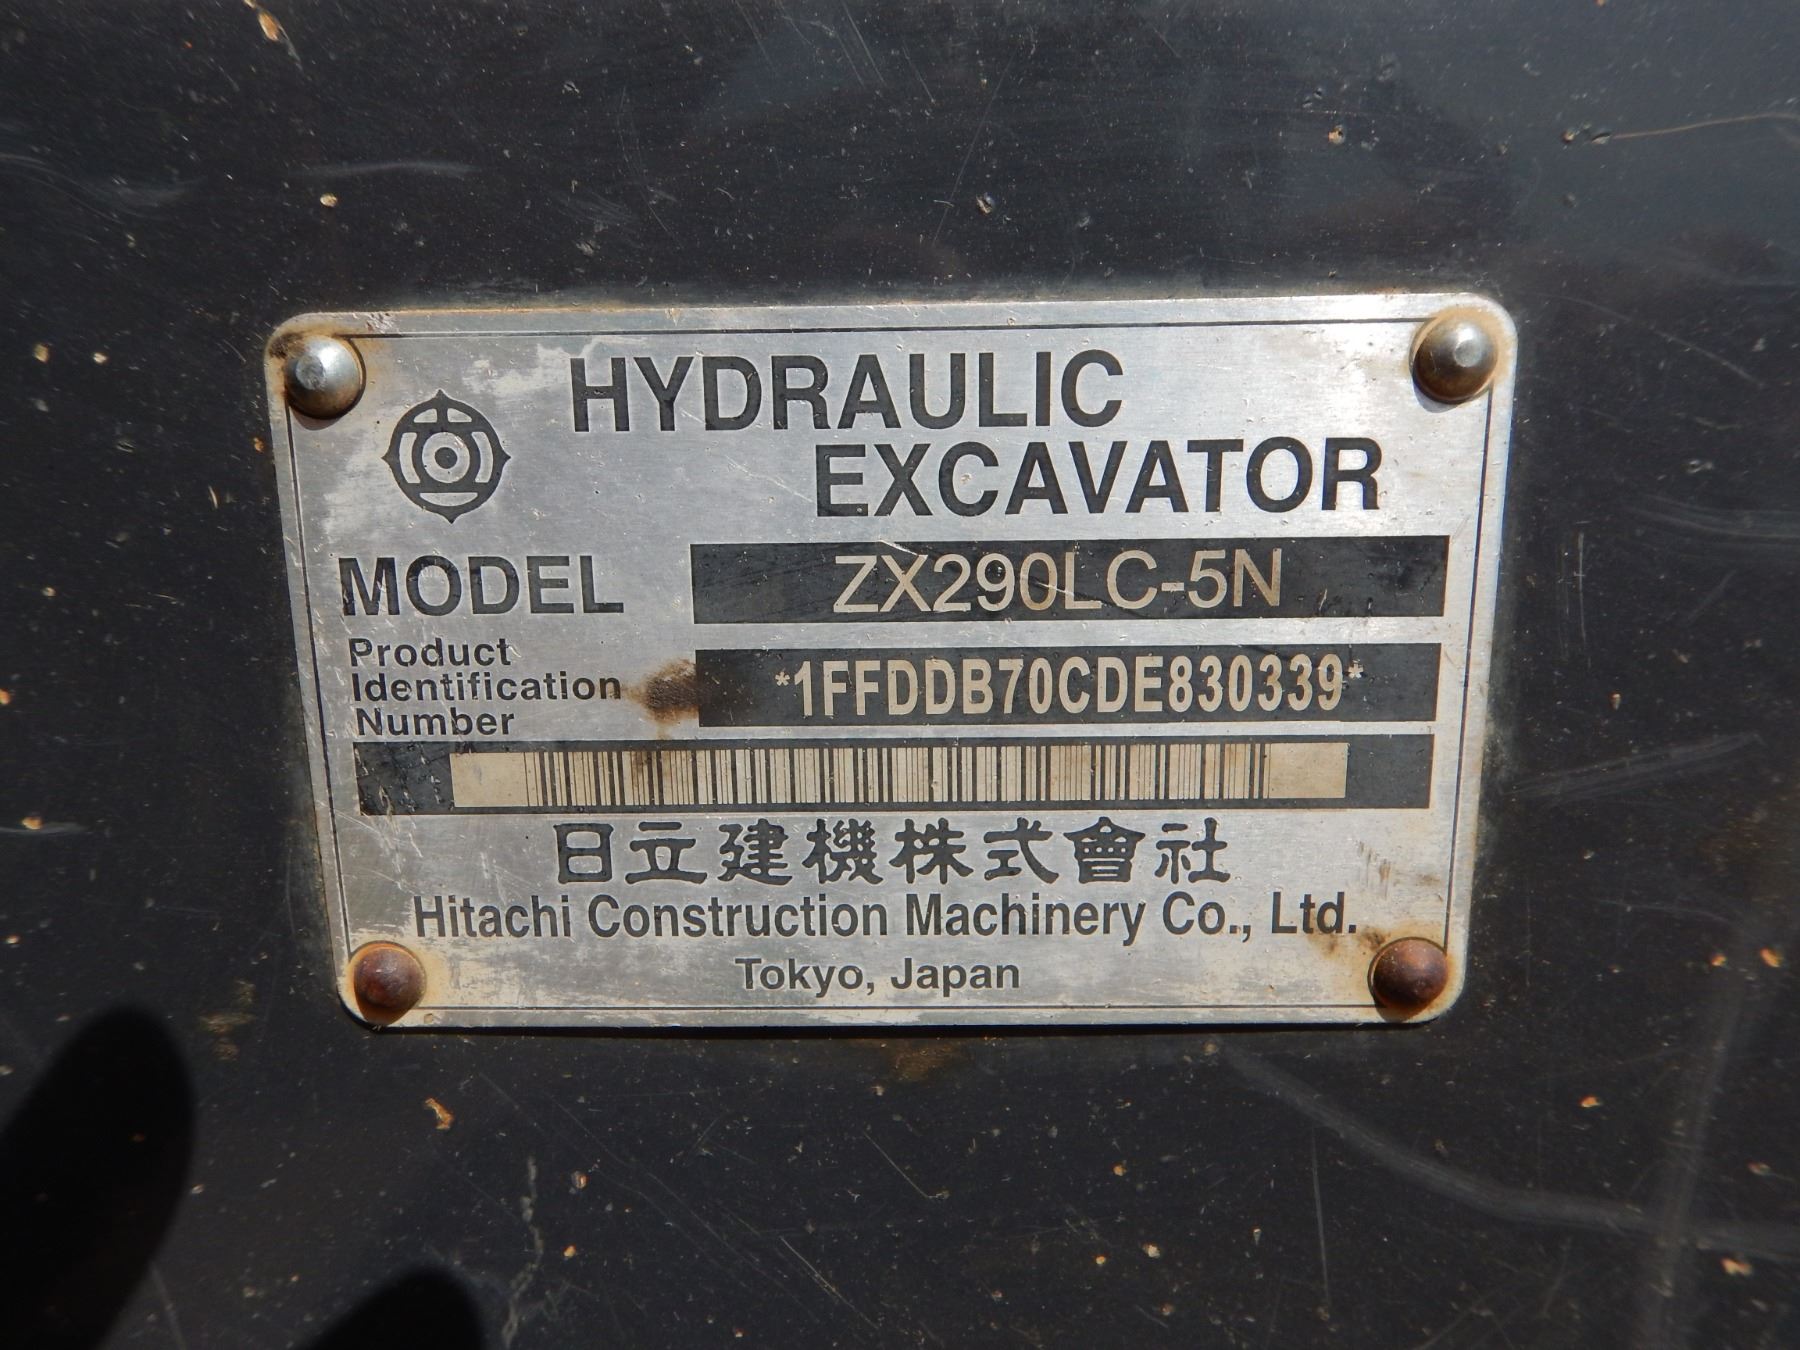 HYDRAULIC
EXCAVATOR
MODEL ZX290LC-5N
Product
Identification
Number
*1FFDDB70CDE830339*
日立建機株式會社
Hitachi Construction Machinery Co., Ltd.
Tokyo, Japan